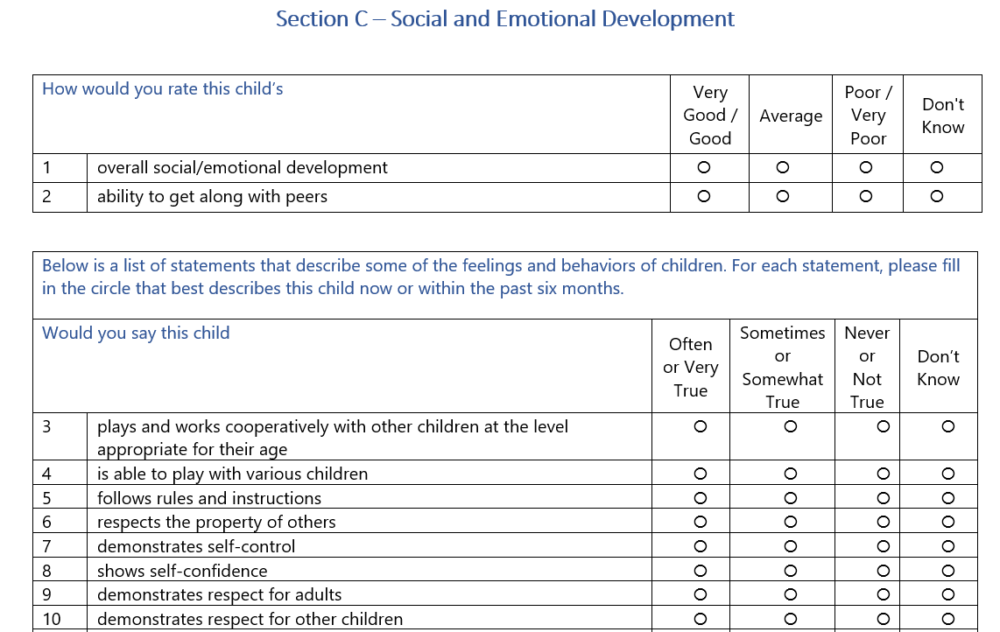 Section C – Social and Emotional Development
How would you rate this child's
Very
Good /
Good
Average
Poor /
Very
Poor
Don't
Know
1 overall social/emotional development
2 ability to get along with peers
Below is a list of statements that describe some of the feelings and behaviors of children. For each statement, please fill
in the circle that best describes this child now or within the past six months.
Would you say this child
Often
or Very
True
Sometimes
or
Somewhat
True
Never
or
Not
True
Don't
Know
3 plays and works cooperatively with other children at the level
appropriate for their age
4 is able to play with various children
5 follows rules and instructions
6 respects the property of others
7 demonstrates self-control
8 shows self-confidence
9 demonstrates respect for adults
10 demonstrates respect for other children